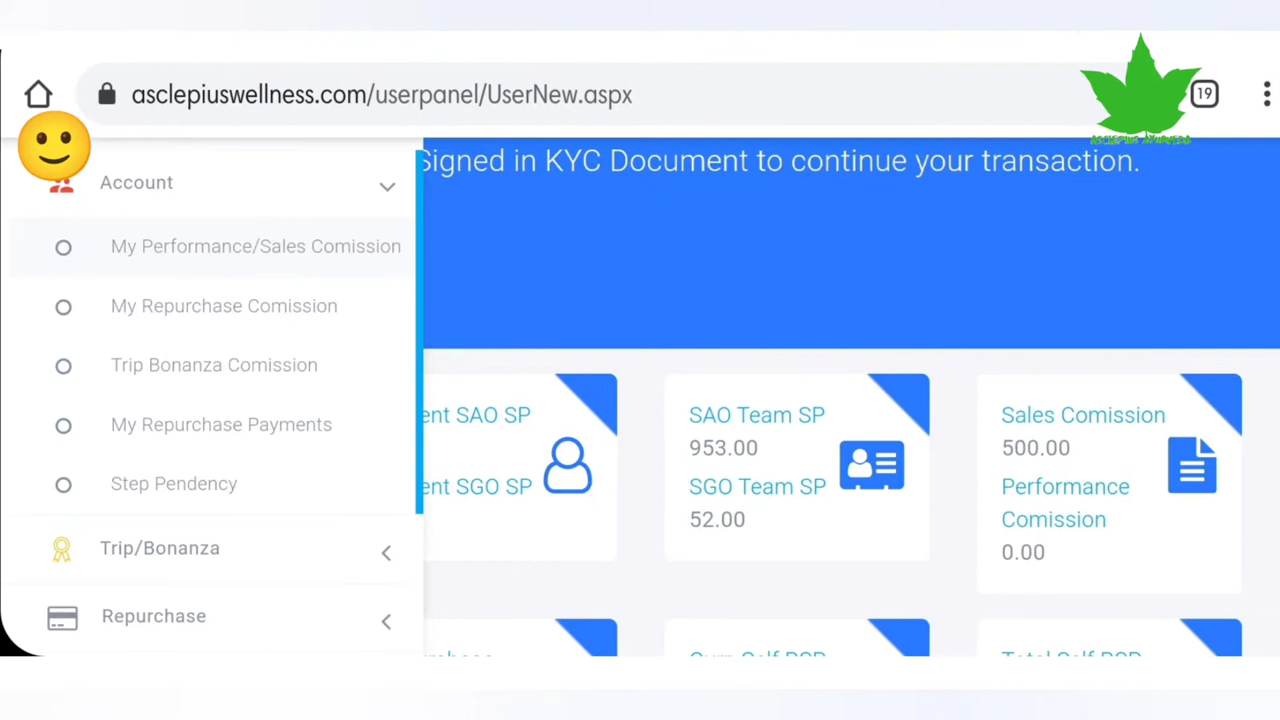 asclepiuswellness.com/userpanel/UserNew.aspx
19
ASCLEPIUS AYURVEDA
Signed in KYC Document to continue your transaction.
Account
My Performance/Sales Comission
My Repurchase Comission
Trip Bonanza Comission
My Repurchase Payments
Step Pendency
Trip/Bonanza
Repurchase
SAO SP
SGO SP
SAO Team SP
953.00
SGO Team SP
52.00
Sales Comission
500.00
Performance
Comission
0.00